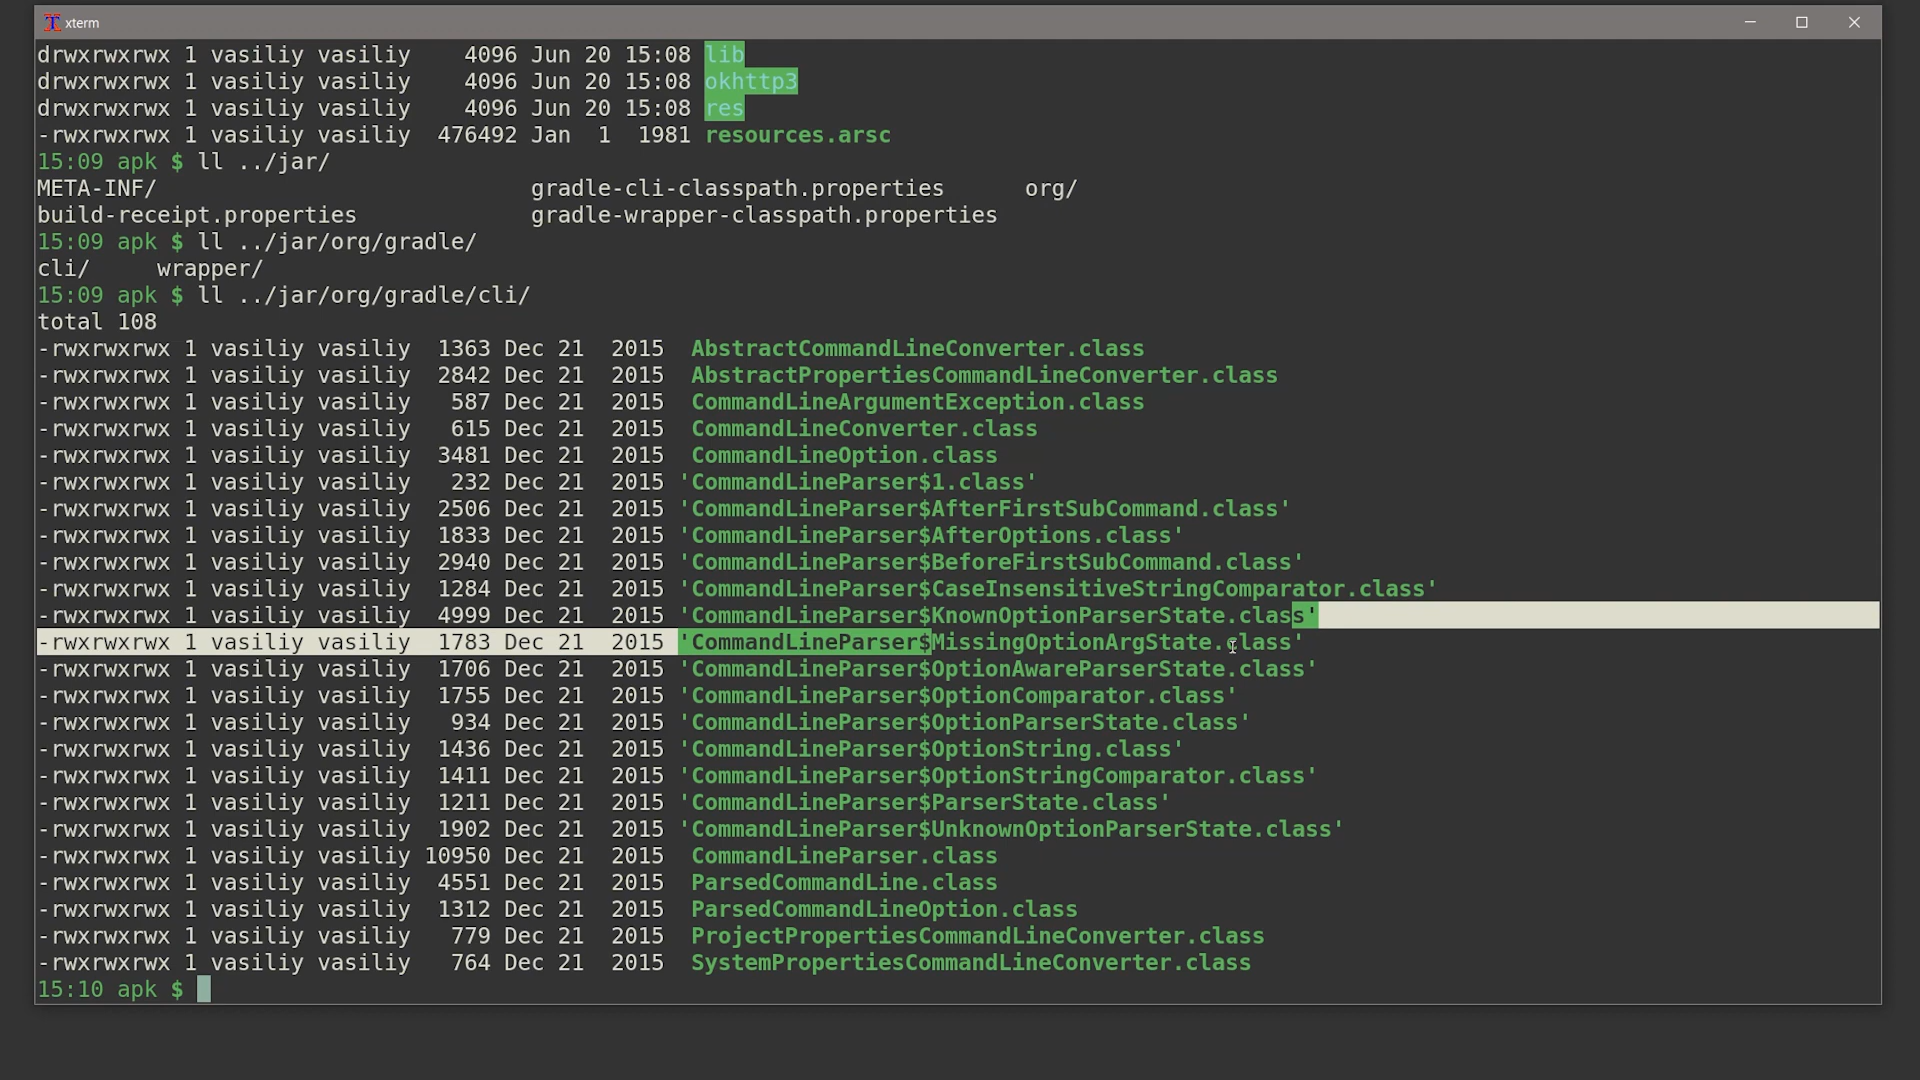 xterm
drwxrwxrwx 1 vasiliy vasiliy    4096 Jun 20 15:08 lib
drwxrwxrwx 1 vasiliy vasiliy    4096 Jun 20 15:08 okhttp3
drwxrwxrwx 1 vasiliy vasiliy    4096 Jun 20 15:08 res
-rwxrwxrwx 1 vasiliy vasiliy  476492 Jan  1  1981 resources.arsc
15:09 apk $ ll ../jar/
META-INF/                            gradle-cli-classpath.properties      org/
build-receipt.properties             gradle-wrapper-classpath.properties
15:09 apk $ ll ../jar/org/gradle/
cli/     wrapper/
15:09 apk $ ll ../jar/org/gradle/cli/
total 108
-rwxrwxrwx 1 vasiliy vasiliy  1363 Dec 21  2015  AbstractCommandLineConverter.class
-rwxrwxrwx 1 vasiliy vasiliy  2842 Dec 21  2015  AbstractPropertiesCommandLineConverter.class
-rwxrwxrwx 1 vasiliy vasiliy   587 Dec 21  2015  CommandLineArgumentException.class
-rwxrwxrwx 1 vasiliy vasiliy   615 Dec 21  2015  CommandLineConverter.class
-rwxrwxrwx 1 vasiliy vasiliy  3481 Dec 21  2015  CommandLineOption.class
-rwxrwxrwx 1 vasiliy vasiliy   232 Dec 21  2015 'CommandLineParser$1.class'
-rwxrwxrwx 1 vasiliy vasiliy  2506 Dec 21  2015 'CommandLineParser$AfterFirstSubCommand.class'
-rwxrwxrwx 1 vasiliy vasiliy  1833 Dec 21  2015 'CommandLineParser$AfterOptions.class'
-rwxrwxrwx 1 vasiliy vasiliy  2940 Dec 21  2015 'CommandLineParser$BeforeFirstSubCommand.class'
-rwxrwxrwx 1 vasiliy vasiliy  1284 Dec 21  2015 'CommandLineParser$CaseInsensitiveStringComparator.class'
-rwxrwxrwx 1 vasiliy vasiliy  4999 Dec 21  2015 'CommandLineParser$KnownOptionParserState.class'
-rwxrwxrwx 1 vasiliy vasiliy  1783 Dec 21  2015 'CommandLineParser$MissingOptionArgState.class'
-rwxrwxrwx 1 vasiliy vasiliy  1706 Dec 21  2015 'CommandLineParser$OptionAwareParserState.class'
-rwxrwxrwx 1 vasiliy vasiliy  1755 Dec 21  2015 'CommandLineParser$OptionComparator.class'
-rwxrwxrwx 1 vasiliy vasiliy   934 Dec 21  2015 'CommandLineParser$OptionParserState.class'
-rwxrwxrwx 1 vasiliy vasiliy  1436 Dec 21  2015 'CommandLineParser$OptionString.class'
-rwxrwxrwx 1 vasiliy vasiliy  1411 Dec 21  2015 'CommandLineParser$OptionStringComparator.class'
-rwxrwxrwx 1 vasiliy vasiliy  1211 Dec 21  2015 'CommandLineParser$ParserState.class'
-rwxrwxrwx 1 vasiliy vasiliy  1902 Dec 21  2015 'CommandLineParser$UnknownOptionParserState.class'
-rwxrwxrwx 1 vasiliy vasiliy 10950 Dec 21  2015  CommandLineParser.class
-rwxrwxrwx 1 vasiliy vasiliy  4551 Dec 21  2015  ParsedCommandLine.class
-rwxrwxrwx 1 vasiliy vasiliy  1312 Dec 21  2015  ParsedCommandLineOption.class
-rwxrwxrwx 1 vasiliy vasiliy   779 Dec 21  2015  ProjectPropertiesCommandLineConverter.class
-rwxrwxrwx 1 vasiliy vasiliy   764 Dec 21  2015  SystemPropertiesCommandLineConverter.class
15:10 apk $